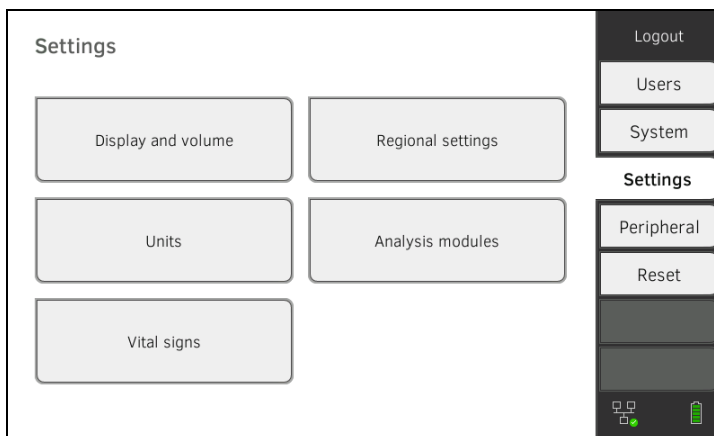 Settings
Display and volume
Regional settings
Units
Analysis modules
Vital signs
Logout
Users
System
Settings
Peripheral
Reset